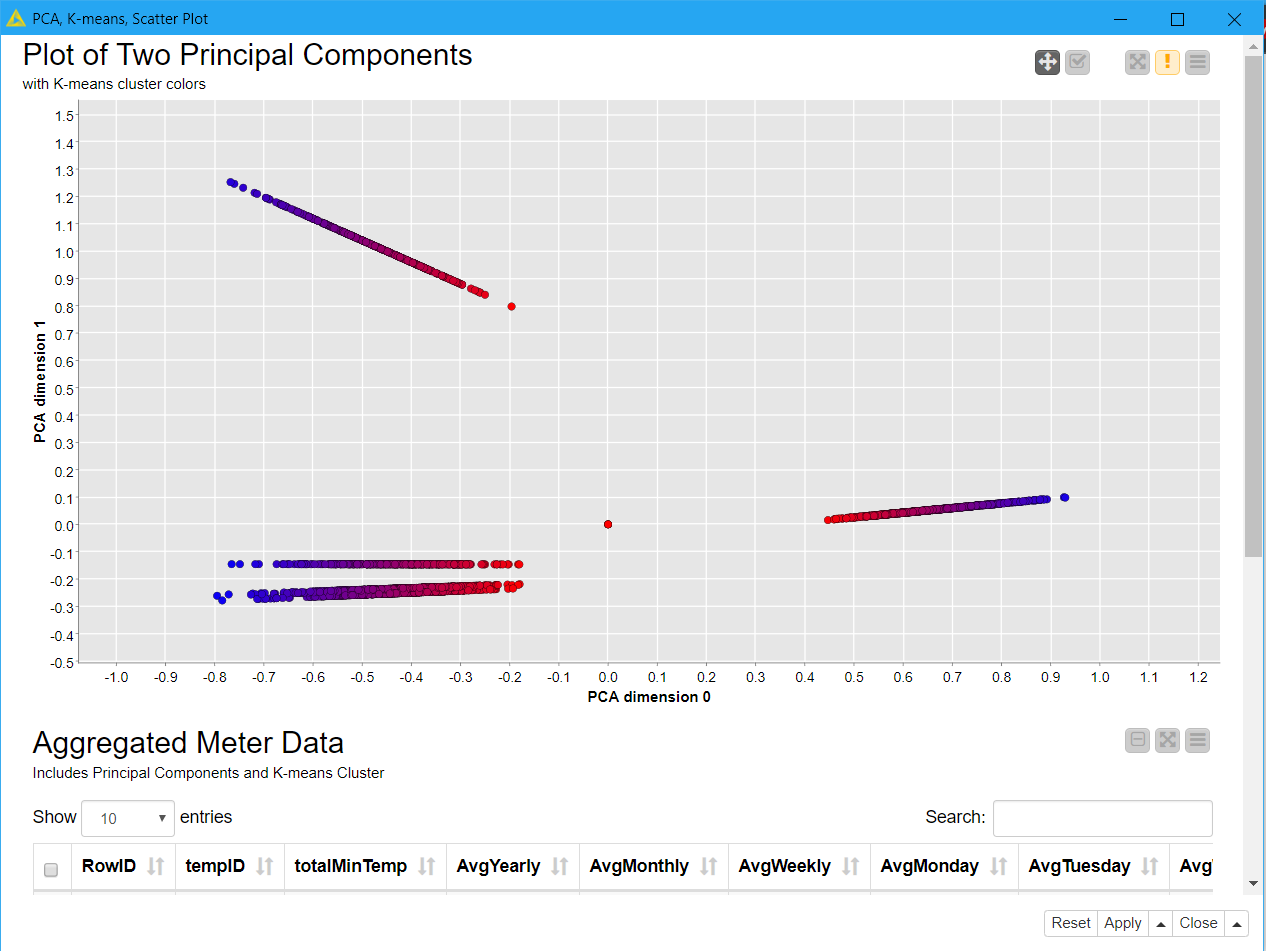 PCA, K-means, Scatter Plot
Plot of Two Principal Components
with K-means cluster colors
1.5
1.4
1.3
1.2
1.1
1.0
0.9
0.8
0.7
0.6
0.5
0.4
0.3
0.2
0.1
0.0
-0.1
-0.2
-0.3
-0.4
-0.5
PCA dimension 1
-1.0 -0.9 -0.8 -0.7 -0.6 -0.5 -0.4 -0.3 -0.2 -0.1 0.0 0.1 0.2 0.3 0.4 0.5 0.6 0.7 0.8 0.9 1.0 1.1 1.2
PCA dimension 0
Aggregated Meter Data
Includes Principal Components and K-means Cluster
Show 10 entries Search:
RowID tempID totalMinTemp AvgYearly AvgMonthly AvgWeekly AvgMonday AvgTuesday
Reset Apply Close